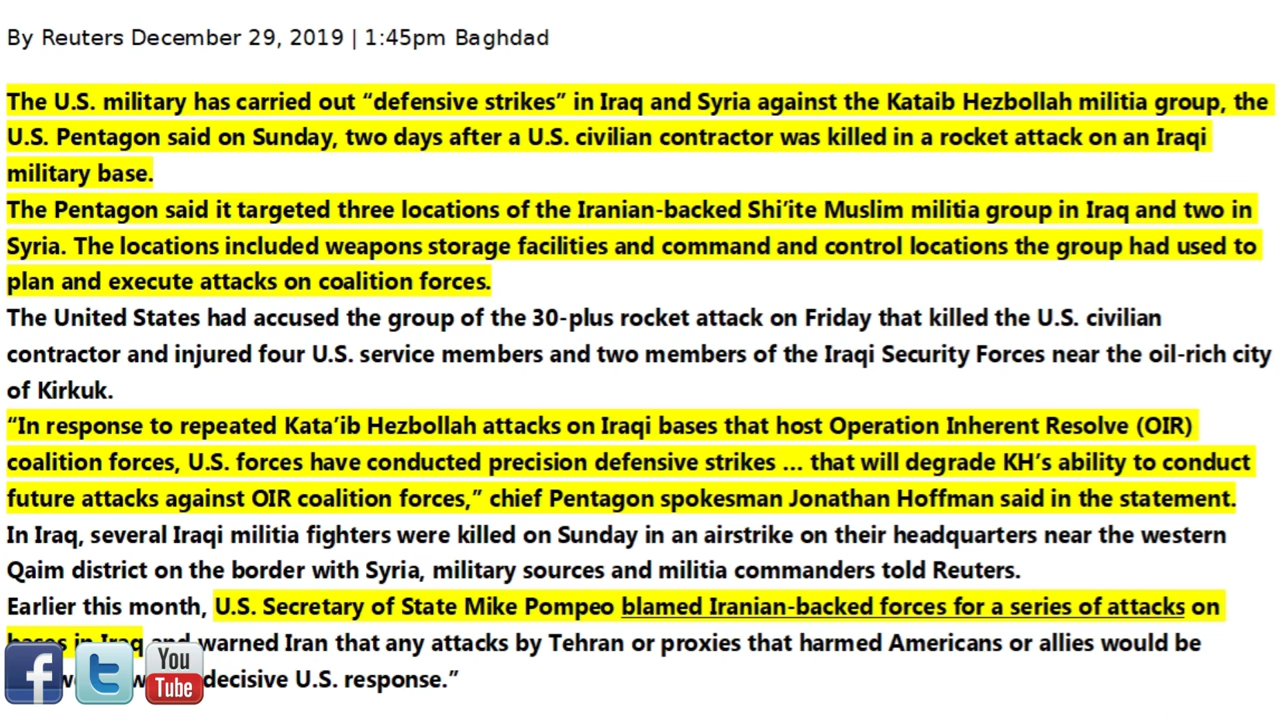 By Reuters December 29, 2019 | 1:45pm Baghdad
The U.S. military has carried out “defensive strikes” in Iraq and Syria against the Kataib Hezbollah militia group, the
U.S. Pentagon said on Sunday, two days after a U.S. civilian contractor was killed in a rocket attack on an Iraqi
military base.
The Pentagon said it targeted three locations of the Iranian-backed Shi’ite Muslim militia group in Iraq and two in
Syria. The locations included weapons storage facilities and command and control locations the group had used to
plan and execute attacks on coalition forces.
The United States had accused the group of the 30-plus rocket attack on Friday that killed the U.S. civilian
contractor and injured four U.S. service members and two members of the Iraqi Security Forces near the oil-rich city
of Kirkuk.
“In response to repeated Kata’ib Hezbollah attacks on Iraqi bases that host Operation Inherent Resolve (OIR)
coalition forces, U.S. forces have conducted precision defensive strikes … that will degrade KH’s ability to conduct
future attacks against OIR coalition forces,” chief Pentagon spokesman Jonathan Hoffman said in the statement.
In Iraq, several Iraqi militia fighters were killed on Sunday in an airstrike on their headquarters near the western
Qaim district on the border with Syria, military sources and militia commanders told Reuters.
Earlier this month, U.S. Secretary of State Mike Pompeo blamed Iranian-backed forces for a series of attacks on
bases in Iraq and warned Iran that any attacks by Tehran or proxies that harmed Americans or allies would be
decisive U.S. response.”
f t You Tube